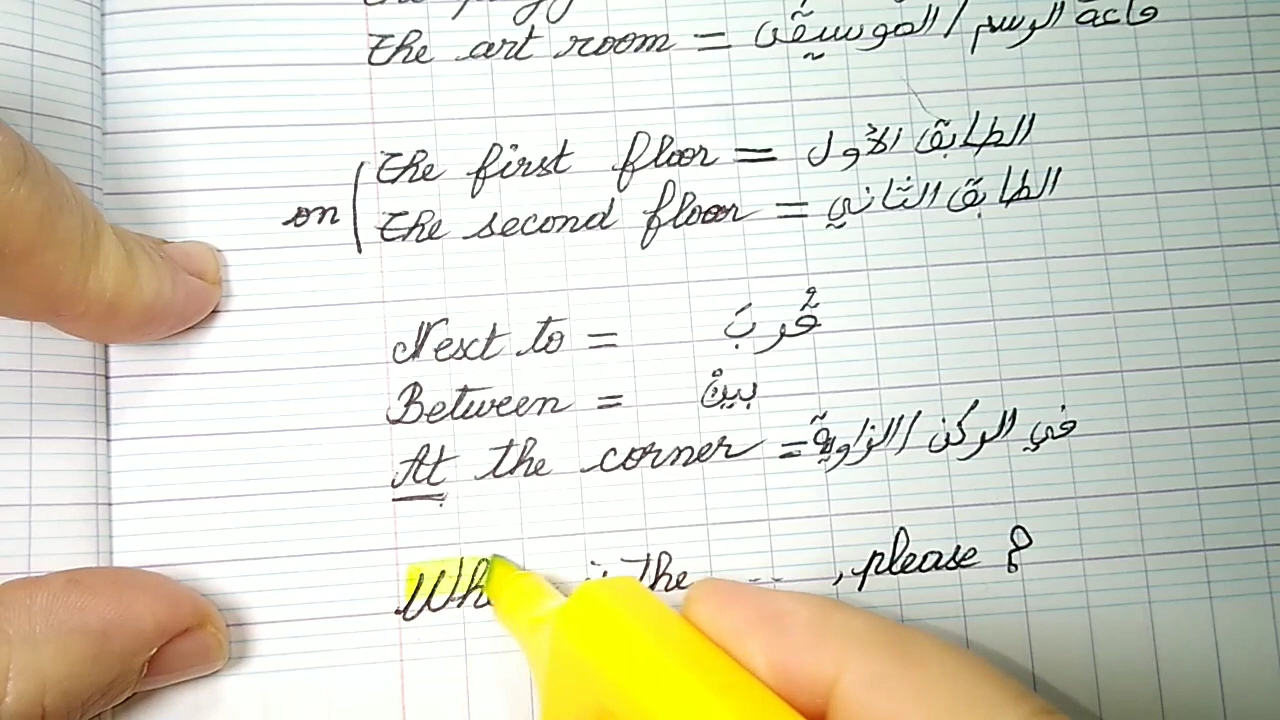 The art room = قاعة الرسم / الموسيقى
on
The first floor = الطابق الأول
The second floor = الطابق الثاني
Next to = قُربَ
Between = بينْ
At the corner = في الركن / الزاوية
the ... , please ?